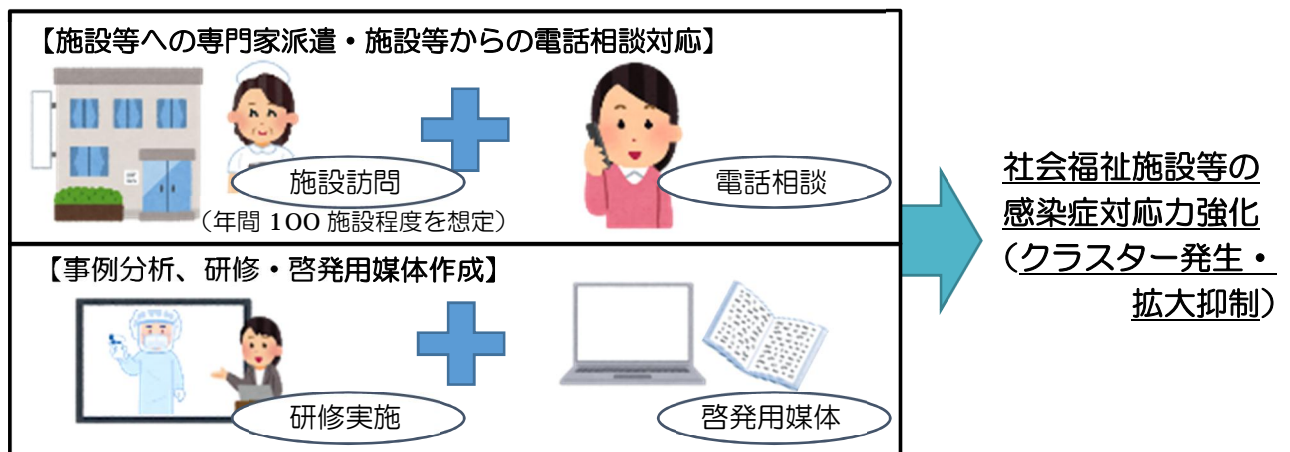 【施設等への専門家派遣・施設等からの電話相談対応】
施設訪問
電話相談
（年間 100 施設程度を想定）
【事例分析、研修・啓発用媒体作成】
研修実施
啓発用媒体
社会福祉施設等の
感染症対応力強化
（クラスター発生・
拡大抑制）